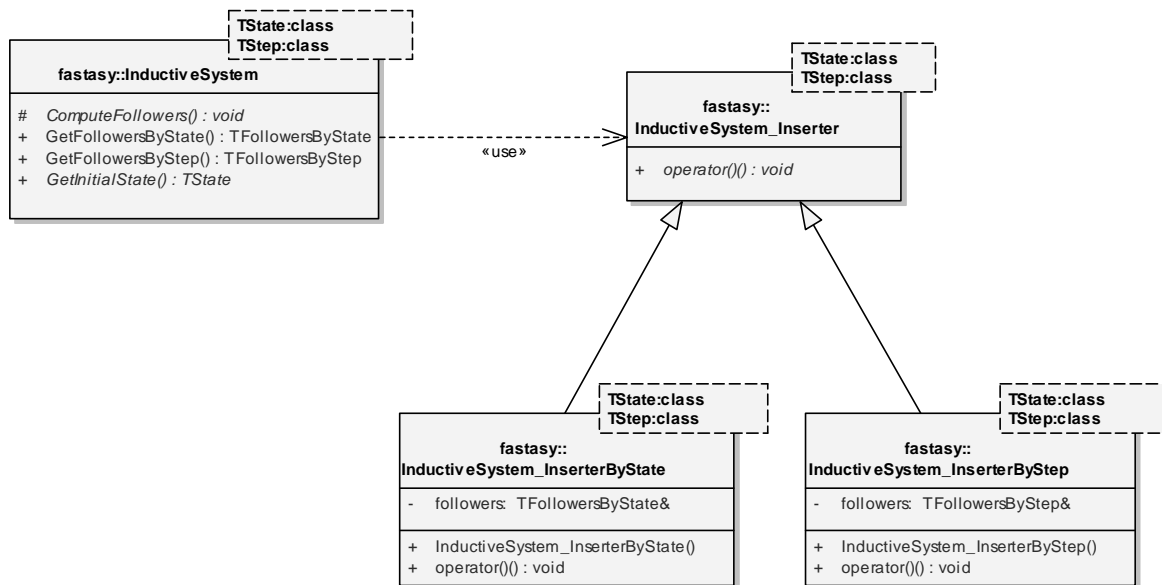 TState:class
TStep:class
fastasy::InductiveSystem
# ComputeFollowers() : void
+ GetFollowersByState() : TFollowersByState
+ GetFollowersByStep() : TFollowersByStep
+ GetInitialState() : TState
«use»
TState:class
TStep:class
fastasy::
InductiveSystem_Inserter
+ operator()() : void
TState:class
TStep:class
fastasy::
InductiveSystem_InserterByState
- followers: TFollowersByState&
+ InductiveSystem_InserterByState()
+ operator()() : void
TState:class
TStep:class
fastasy::
InductiveSystem_InserterByStep
- followers: TFollowersByStep&
+ InductiveSystem_InserterByStep()
+ operator()() : void